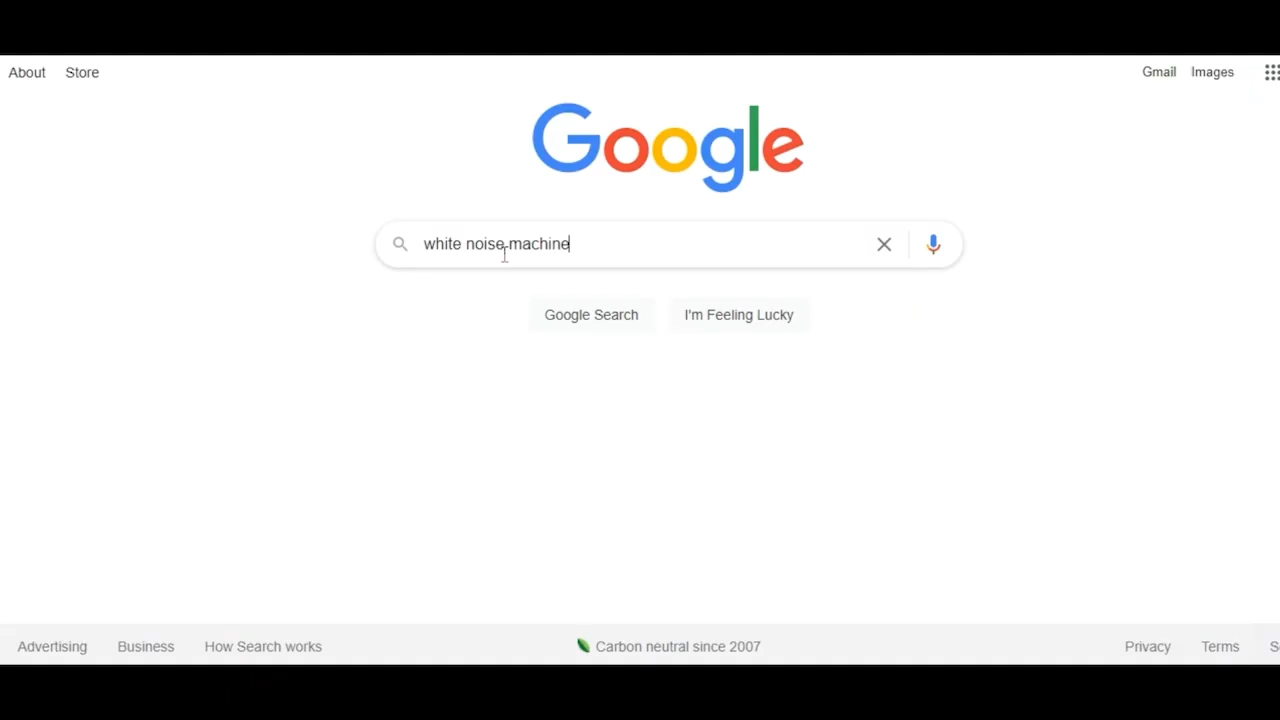 About Store
Gmail Images
Google
white noise machine
Google Search
I'm Feeling Lucky
Advertising Business How Search works
Carbon neutral since 2007
Privacy Terms